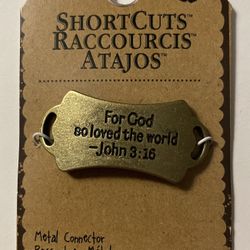 SHORTCUTS™
RACCOURCIS™
ATAJOS™
For God
so loved the world
-John 3:16
Metal Connector